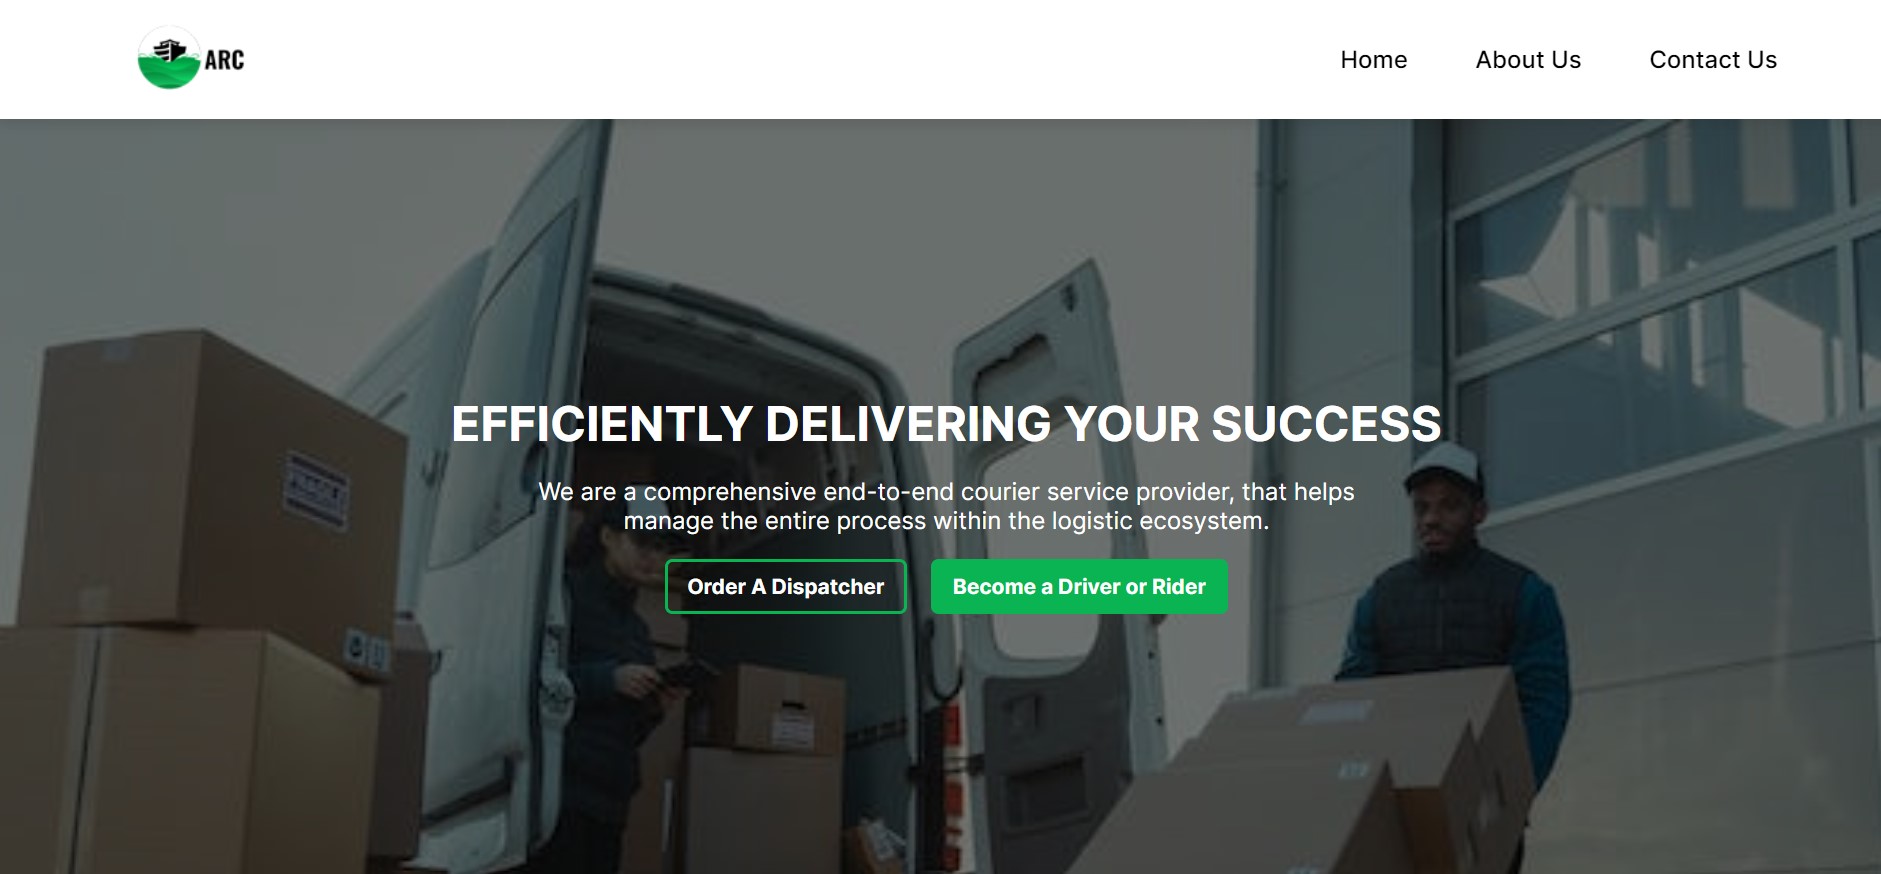 ARC
Home
About Us
Contact Us
EFFICIENTLY DELIVERING YOUR SUCCESS
We are a comprehensive end-to-end courier service provider, that helps
manage the entire process within the logistic ecosystem.
Order A Dispatcher
Become a Driver or Rider